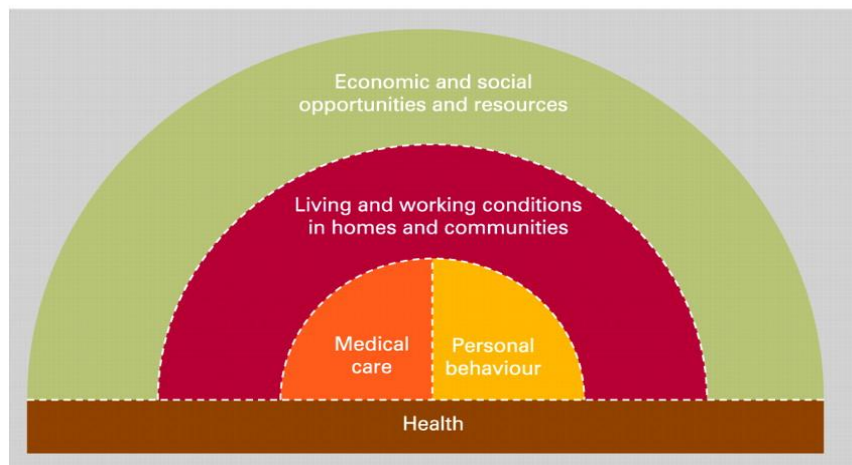 Economic and social
opportunities and resources
Living and working conditions
in homes and communities
Medical
care
Personal
behaviour
Health